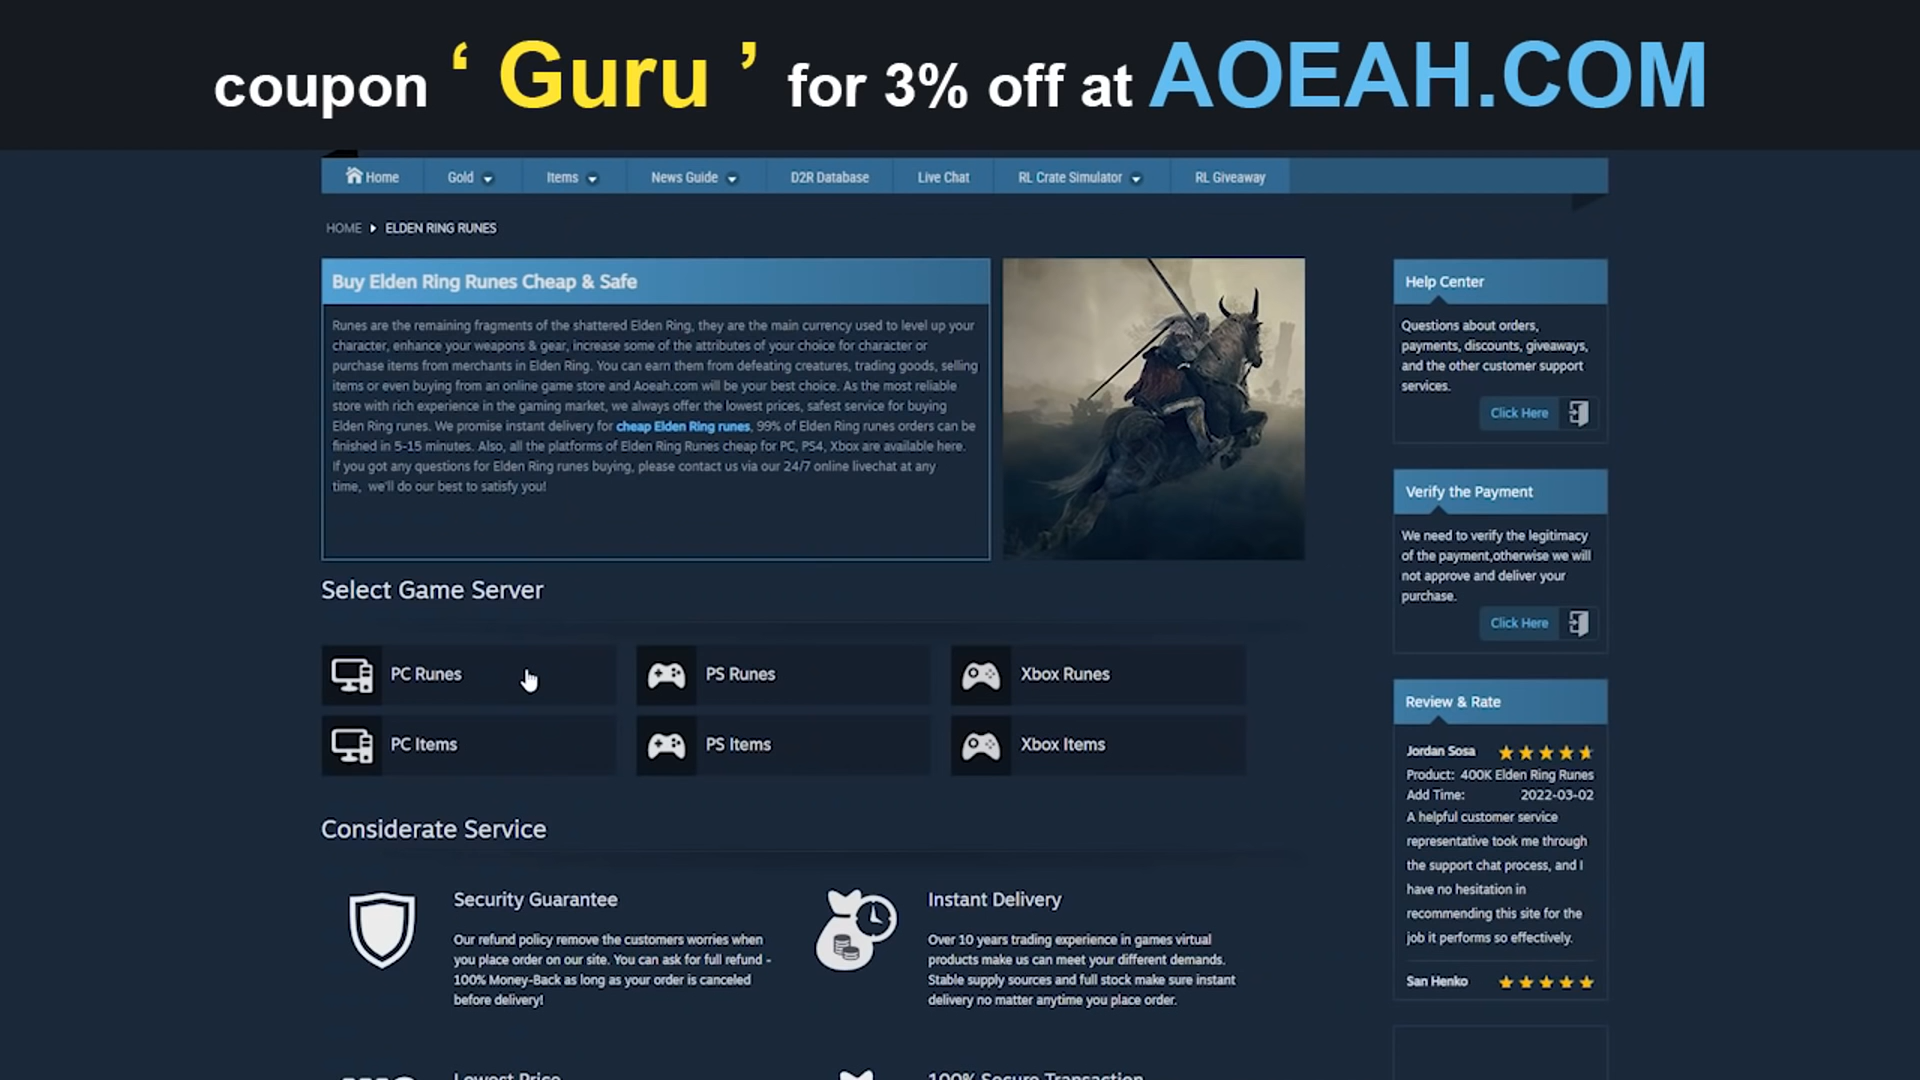 coupon ‘ Guru ’ for 3% off at AOEAH.COM
Home
Gold
Items
News Guide
D2R Database
Live Chat
RL Crate Simulator
RL Giveaway
HOME ELDEN RING RUNES
Buy Elden Ring Runes Cheap & Safe
Runes are the remaining fragments of the shattered Elden Ring, they are the main currency used to level up your
character, enhance your weapons & gear, increase some of the attributes of your choice for character or
purchase items from merchants in Elden Ring. You can earn them from defeating creatures, trading goods, selling
items or even buying from an online game store and Aoeah.com will be your best choice. As the most reliable
store with rich experience in the gaming market, we always offer the lowest prices, safest service for buying
Elden Ring runes. We promise instant delivery for cheap Elden Ring runes, 99% of Elden Ring runes orders can be
finished in 5-15 minutes. Also, all the platforms of Elden Ring Runes cheap for PC, PS4, Xbox are available here.
If you got any questions for Elden Ring runes buying, please contact us via our 24/7 online livechat at any
time, we'll do our best to satisfy you!
Help Center
Questions about orders,
payments, discounts, giveaways,
and the other customer support
services.
Click Here
Verify the Payment
We need to verify the legitimacy
of the payment,otherwise we will
not approve and deliver your
purchase.
Click Here
Select Game Server
PC Runes
PS Runes
Xbox Runes
PC Items
PS Items
Xbox Items
Review & Rate
Jordan Sosa
Product: 400K Elden Ring Runes
Add Time: 2022-03-02
A helpful customer service
representative took me through
the support chat process, and I
have no hesitation in
recommending this site for the
job it performs so effectively.
San Henko
Considerate Service
Security Guarantee
Our refund policy remove the customers worries when
you place order on our site. You can ask for full refund -
100% Money-Back as long as your order is canceled
before delivery!
Instant Delivery
Over 10 years trading experience in games virtual
products make us can meet your different demands.
Stable supply sources and full stock make sure instant
delivery no matter anytime you place order.
Lowest Price
100% Secure Transaction